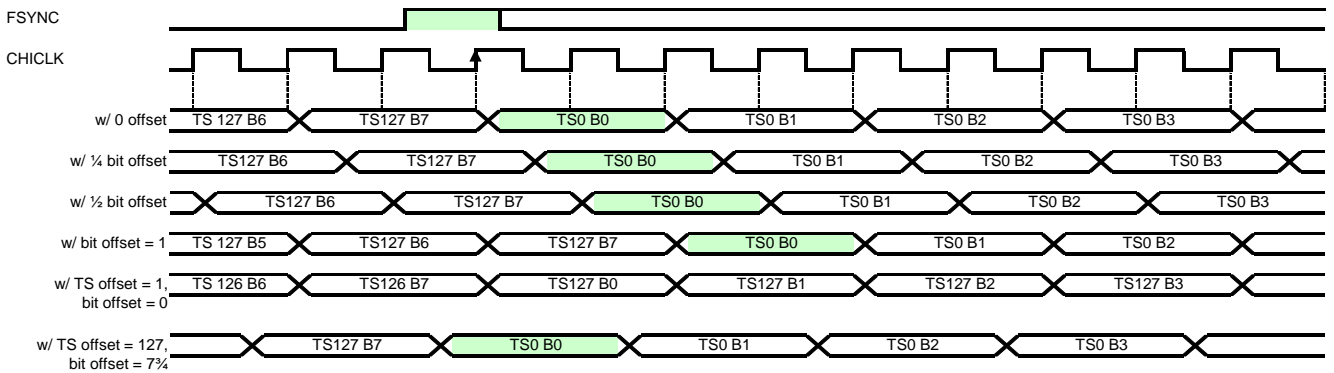 FSYNC
CHICLK
w/ 0 offset TS 127 B6 TS127 B7 TS0 B0 TS0 B1 TS0 B2 TS0 B3
w/ ¼ bit offset TS127 B6 TS127 B7 TS0 B0 TS0 B1 TS0 B2 TS0 B3
w/ ½ bit offset TS127 B6 TS127 B7 TS0 B0 TS0 B1 TS0 B2 TS0 B3
w/ bit offset = 1 TS 127 B5 TS127 B6 TS127 B7 TS0 B0 TS0 B1 TS0 B2
w/ TS offset = 1, TS 126 B6 TS126 B7 TS127 B0 TS127 B1 TS127 B2 TS127 B3
bit offset = 0
w/ TS offset = 127, TS127 B7 TS0 B0 TS0 B1 TS0 B2 TS0 B3
bit offset = 7¾